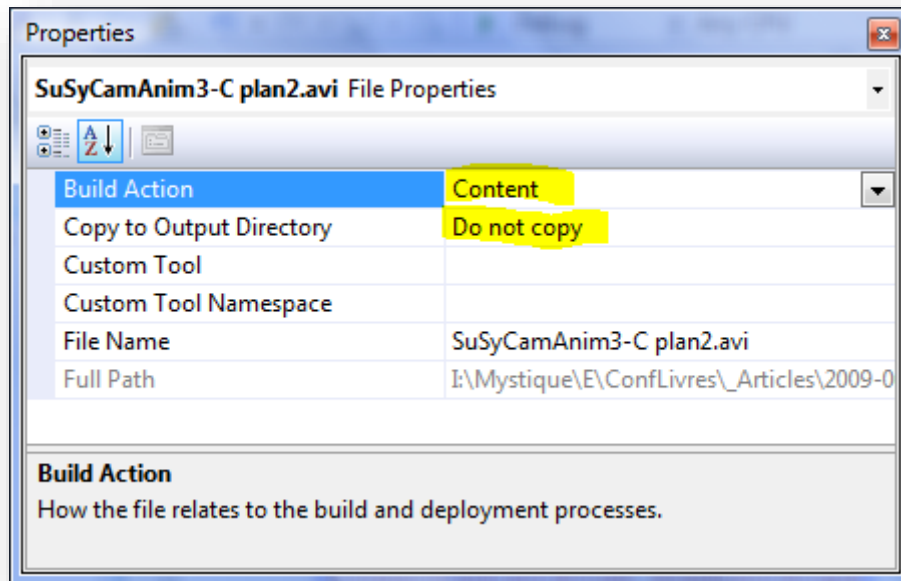 Properties
SuSyCamAnim3-C plan2.avi File Properties
Build Action Content
Copy to Output Directory Do not copy
Custom Tool
Custom Tool Namespace
File Name SuSyCamAnim3-C plan2.avi
Full Path I:\Mystique\E\ConfLivres\_Articles\2009-0
Build Action
How the file relates to the build and deployment processes.